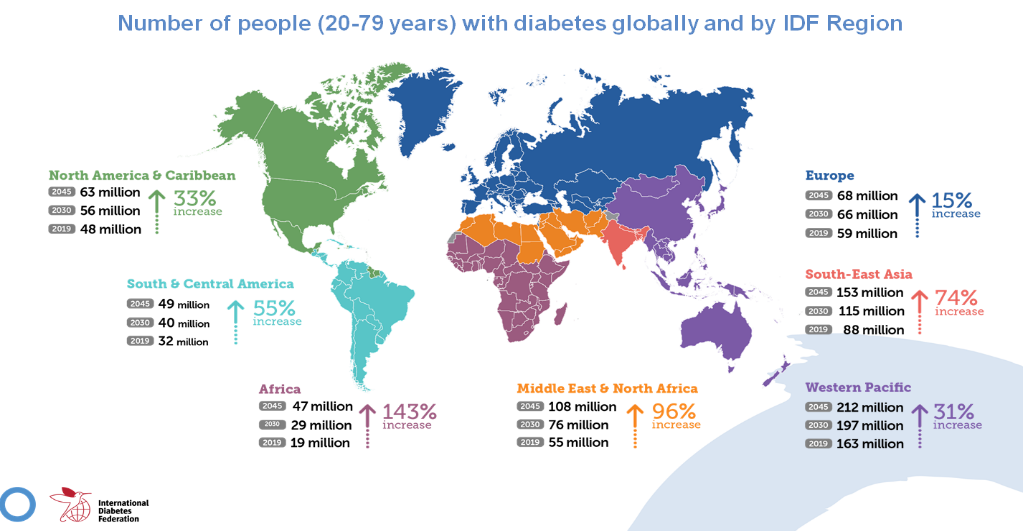 Number of people (20-79 years) with diabetes globally and by IDF Region
North America & Caribbean
2045 63 million
2030 56 million
2019 48 million
33%
increase
South & Central America
2045 49 million
2030 40 million
2019 32 million
55%
increase
Africa
2045 47 million
2030 29 million
2019 19 million
143%
increase
Middle East & North Africa
2045 108 million
2030 76 million
2019 55 million
96%
increase
Europe
2045 68 million
2030 66 million
2019 59 million
15%
increase
South-East Asia
2045 153 million
2030 115 million
2019 88 million
74%
increase
Western Pacific
2045 212 million
2030 197 million
2019 163 million
31%
increase
International
Diabetes
Federation